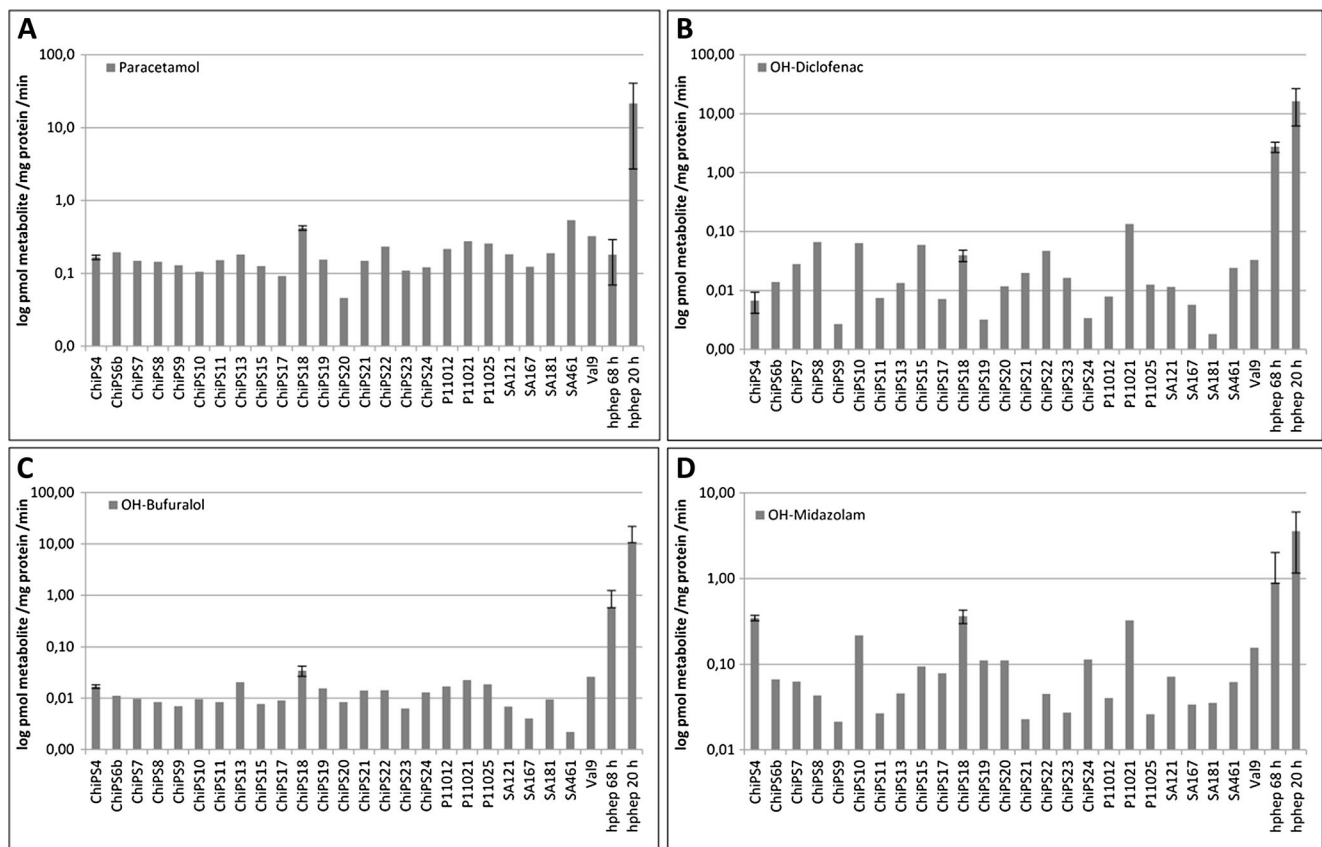 A
log pmol metabolite /mg protein /min
100,0
10,0
1,0
0,1
0,0
Paracetamol
ChiPS4
ChiPS6b
ChiPS7
ChiPS8
ChiPS9
ChiPS10
ChiPS11
ChiPS13
ChiPS15
ChiPS17
ChiPS18
ChiPS19
ChiPS20
ChiPS21
ChiPS22
ChiPS23
ChiPS24
P11012
P11021
P11025
SA121
SA167
SA181
SA461
Val9
hphep 68 h
hphep 20 h
B
log pmol metabolite /mg protein /min
100,00
10,00
1,00
0,10
0,01
0,00
OH-Diclofenac
ChiPS4
ChiPS6b
ChiPS7
ChiPS8
ChiPS9
ChiPS10
ChiPS11
ChiPS13
ChiPS15
ChiPS17
ChiPS18
ChiPS19
ChiPS20
ChiPS21
ChiPS22
ChiPS23
ChiPS24
P11012
P11021
P11025
SA121
SA167
SA181
SA461
Val9
hphep 68 h
hphep 20 h
C
log pmol metabolite /mg protein /min
100,00
10,00
1,00
0,10
0,01
0,00
OH-Bufuralol
ChiPS4
ChiPS6b
ChiPS7
ChiPS8
ChiPS9
ChiPS10
ChiPS11
ChiPS13
ChiPS15
ChiPS17
ChiPS18
ChiPS19
ChiPS20
ChiPS21
ChiPS22
ChiPS23
ChiPS24
P11012
P11021
P11025
SA121
SA167
SA181
SA461
Val9
hphep 68 h
hphep 20 h
D
log pmol metabolite /mg protein /min
10,00
1,00
0,10
0,01
OH-Midazolam
ChiPS4
ChiPS6b
ChiPS7
ChiPS8
ChiPS9
ChiPS10
ChiPS11
ChiPS13
ChiPS15
ChiPS17
ChiPS18
ChiPS19
ChiPS20
ChiPS21
ChiPS22
ChiPS23
ChiPS24
P11012
P11021
P11025
SA121
SA167
SA181
SA461
Val9
hphep 68 h
hphep 20 h